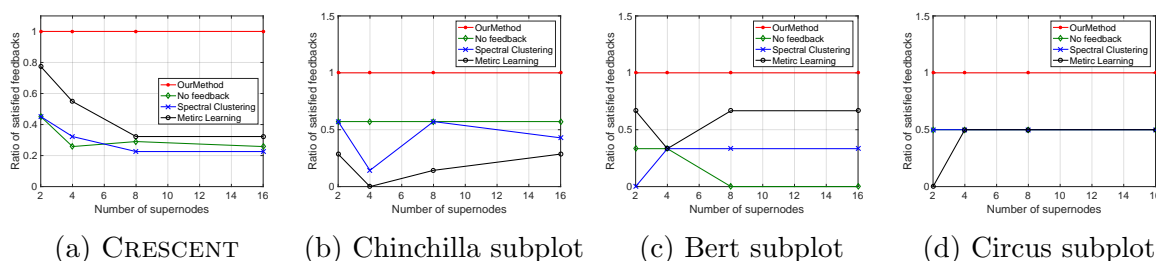 Ratio of satisfied feedbacks
1
0.8
0.6
0.4
0.2
0
2 4 6 8 10 12 14 16
Number of supernodes
OurMethod
No feedback
Spectral Clustering
Metirc Learning
(a) CRESCENT
Ratio of satisfied feedbacks
1.5
1
0.5
0
2 4 6 8 10 12 14 16
Number of supernodes
OurMethod
No feedback
Spectral Clustering
Metirc Learning
(b) Chinchilla subplot
Ratio of satisfied feedbacks
1.5
1
0.5
0
2 4 6 8 10 12 14 16
Number of supernodes
OurMethod
No feedback
Spectral Clustering
Metirc Learning
(c) Bert subplot
Ratio of satisfied feedbacks
1.5
1
0.5
0
2 4 6 8 10 12 14 16
Number of supernodes
OurMethod
No feedback
Spectral Clustering
Metirc Learning
(d) Circus subplot